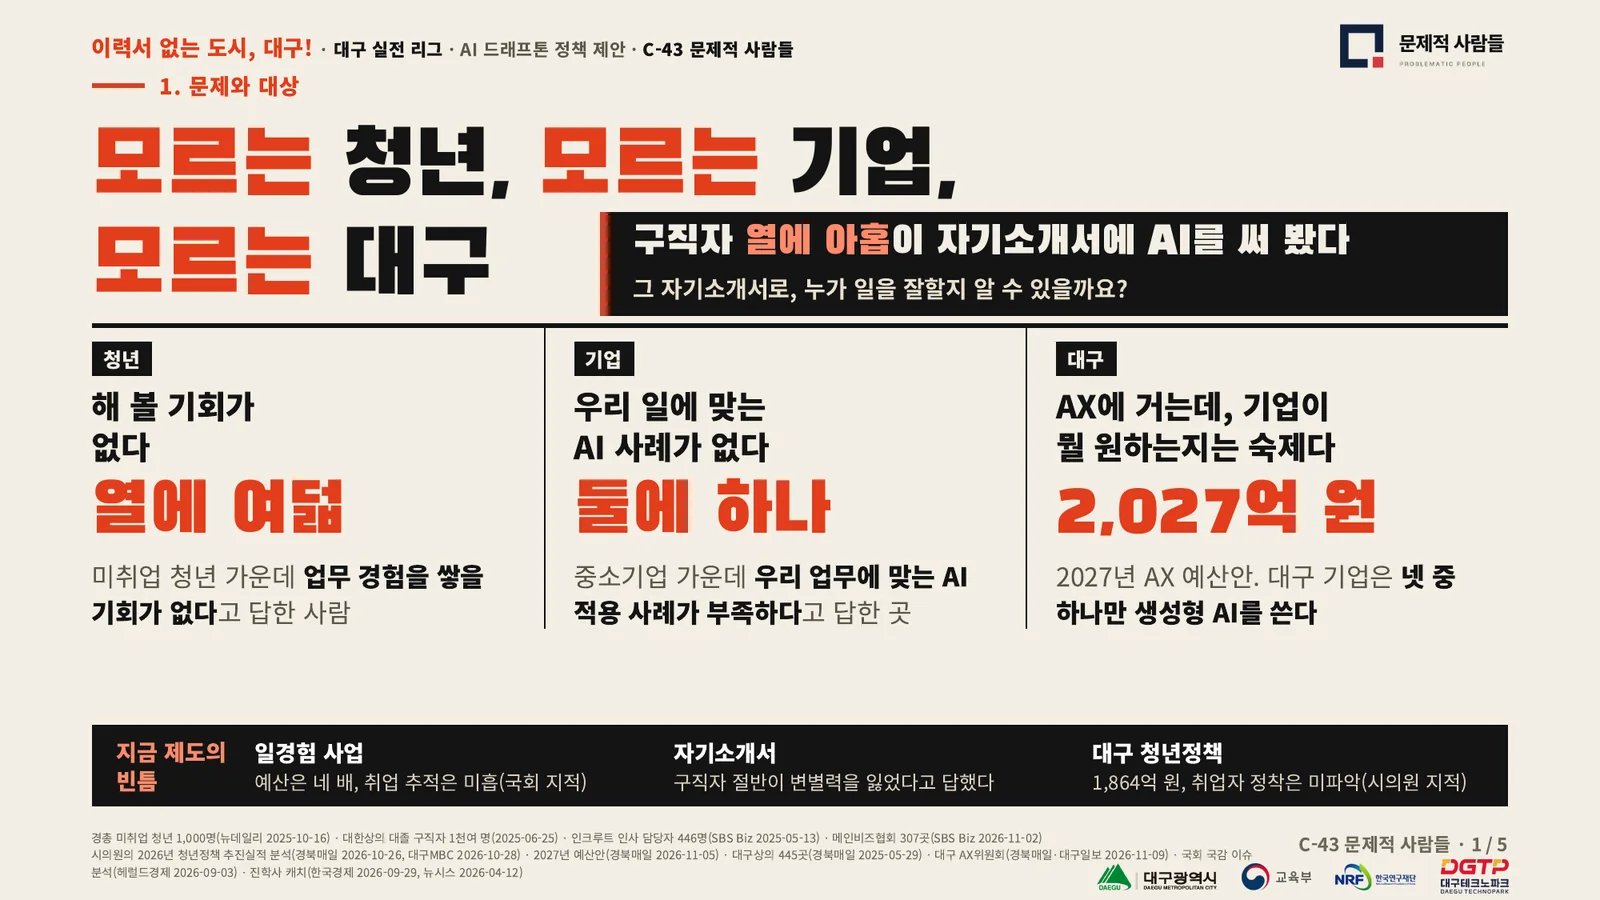 이력서 없는 도시, 대구! · 대구 실전 리그 · AI 드래프톤 정책 제안 · C-43 문제적 사람들
문제적 사람들
PROBLEMATIC PEOPLE
1. 문제와 대상
모르는 청년, 모르는 기업,
모르는 대구
구직자 열에 아홉이 자기소개서에 AI를 써 봤다
그 자기소개서로, 누가 일을 잘할지 알 수 있을까요?
청년
해 볼 기회가
없다
열에 여덟
미취업 청년 가운데 업무 경험을 쌓을
기회가 없다고 답한 사람
기업
우리 일에 맞는
AI 사례가 없다
둘에 하나
중소기업 가운데 우리 업무에 맞는 AI
적용 사례가 부족하다고 답한 곳
대구
AX에 거는데, 기업이
뭘 원하는지는 숙제다
2,027억 원
2027년 AX 예산안. 대구 기업은 넷 중
하나만 생성형 AI를 쓴다
지금 제도의
빈틈
일경험 사업
예산은 네 배, 취업 추적은 미흡(국회 지적)
자기소개서
구직자 절반이 변별력을 잃었다고 답했다
대구 청년정책
1,864억 원, 취업자 정착은 미파악(시의원 지적)
경총 미취업 청년 1,000명(뉴데일리 2025-10-16) · 대한상의 대졸 구직자 1천여 명(2025-06-25) · 인크루트 인사 담당자 446명(SBS Biz 2025-05-13) · 메인비즈협회 307곳(SBS Biz 2026-11-02)
시의원의 2026년 청년정책 추진실적 분석(경북매일 2026-10-26, 대구MBC 2026-10-28) · 2027년 예산안(경북매일 2026-11-05) · 대구상의 445곳(경북매일 2025-05-29) · 대구 AX위원회(경북매일·대구일보 2026-11-09) · 국회 국감 이슈
분석(헤럴드경제 2026-09-03) · 진학사 캐치(한국경제 2026-09-29, 뉴시스 2026-04-12)
C-43 문제적 사람들 · 1 / 5
DAEGU
대구광역시
DAEGU METROPOLITAN CITY
교육부
NRF 한국연구재단
DGTP
대구테크노파크
DAEGU TECHNOPARK